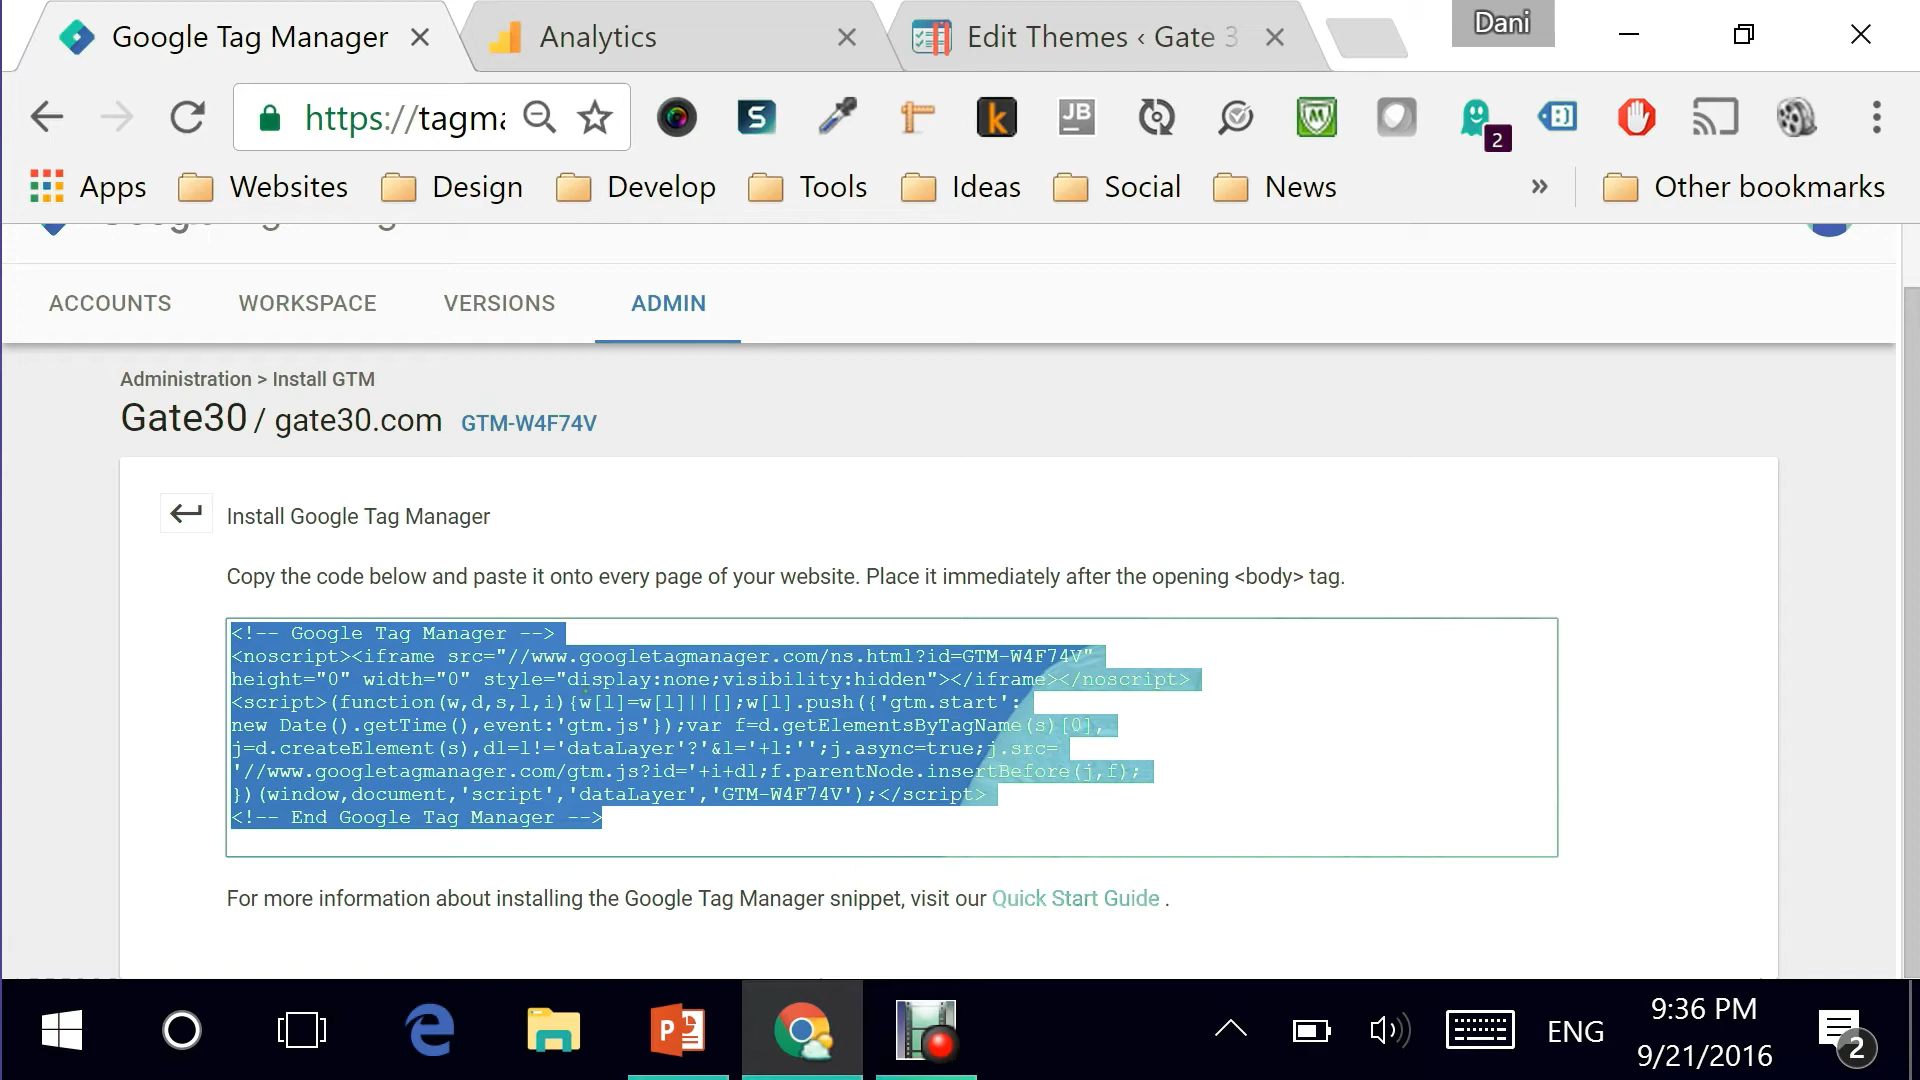 Google Tag Manager
Analytics
Edit Themes ‹ Gate 3
Dani
https://tagma
S
k
JB
2
Apps
Websites
Design
Develop
Tools
Ideas
Social
News
»
Other bookmarks
ACCOUNTS
WORKSPACE
VERSIONS
ADMIN
Administration > Install GTM
Gate30 / gate30.com GTM-W4F74V
Install Google Tag Manager
Copy the code below and paste it onto every page of your website. Place it immediately after the opening <body> tag.
<!-- Google Tag Manager -->
<noscript><iframe src="//www.googletagmanager.com/ns.html?id=GTM-W4F74V"
height="0" width="0" style="display:none;visibility:hidden"></iframe></noscript>
<script>(function(w,d,s,l,i){w[l]=w[l]||[];w[l].push({'gtm.start':
new Date().getTime(),event:'gtm.js'});var f=d.getElementsByTagName(s)[0],
j=d.createElement(s),dl=l!='dataLayer'?'&l='+l:'';j.async=true;j.src=
'//www.googletagmanager.com/gtm.js?id='+i+dl;f.parentNode.insertBefore(j,f);
})(window,document,'script','dataLayer','GTM-W4F74V');</script>
<!-- End Google Tag Manager -->
For more information about installing the Google Tag Manager snippet, visit our Quick Start Guide .
ENG
9:36 PM
9/21/2016
2